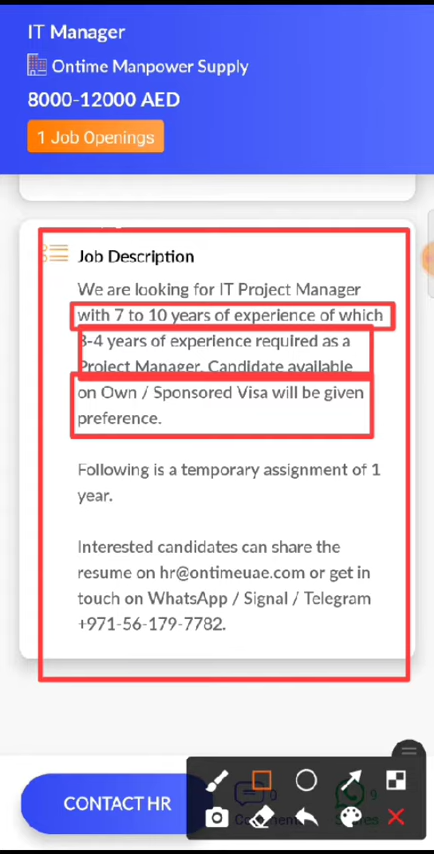 IT Manager
Ontime Manpower Supply
8000-12000 AED
1 Job Openings
Job Description
We are looking for IT Project Manager
with 7 to 10 years of experience of which
3-4 years of experience required as a
Project Manager. Candidate available
on Own / Sponsored Visa will be given
preference.
Following is a temporary assignment of 1
year.
Interested candidates can share the
resume on hr@ontimeuae.com or get in
touch on WhatsApp / Signal / Telegram
+971-56-179-7782.
CONTACT HR
0
9